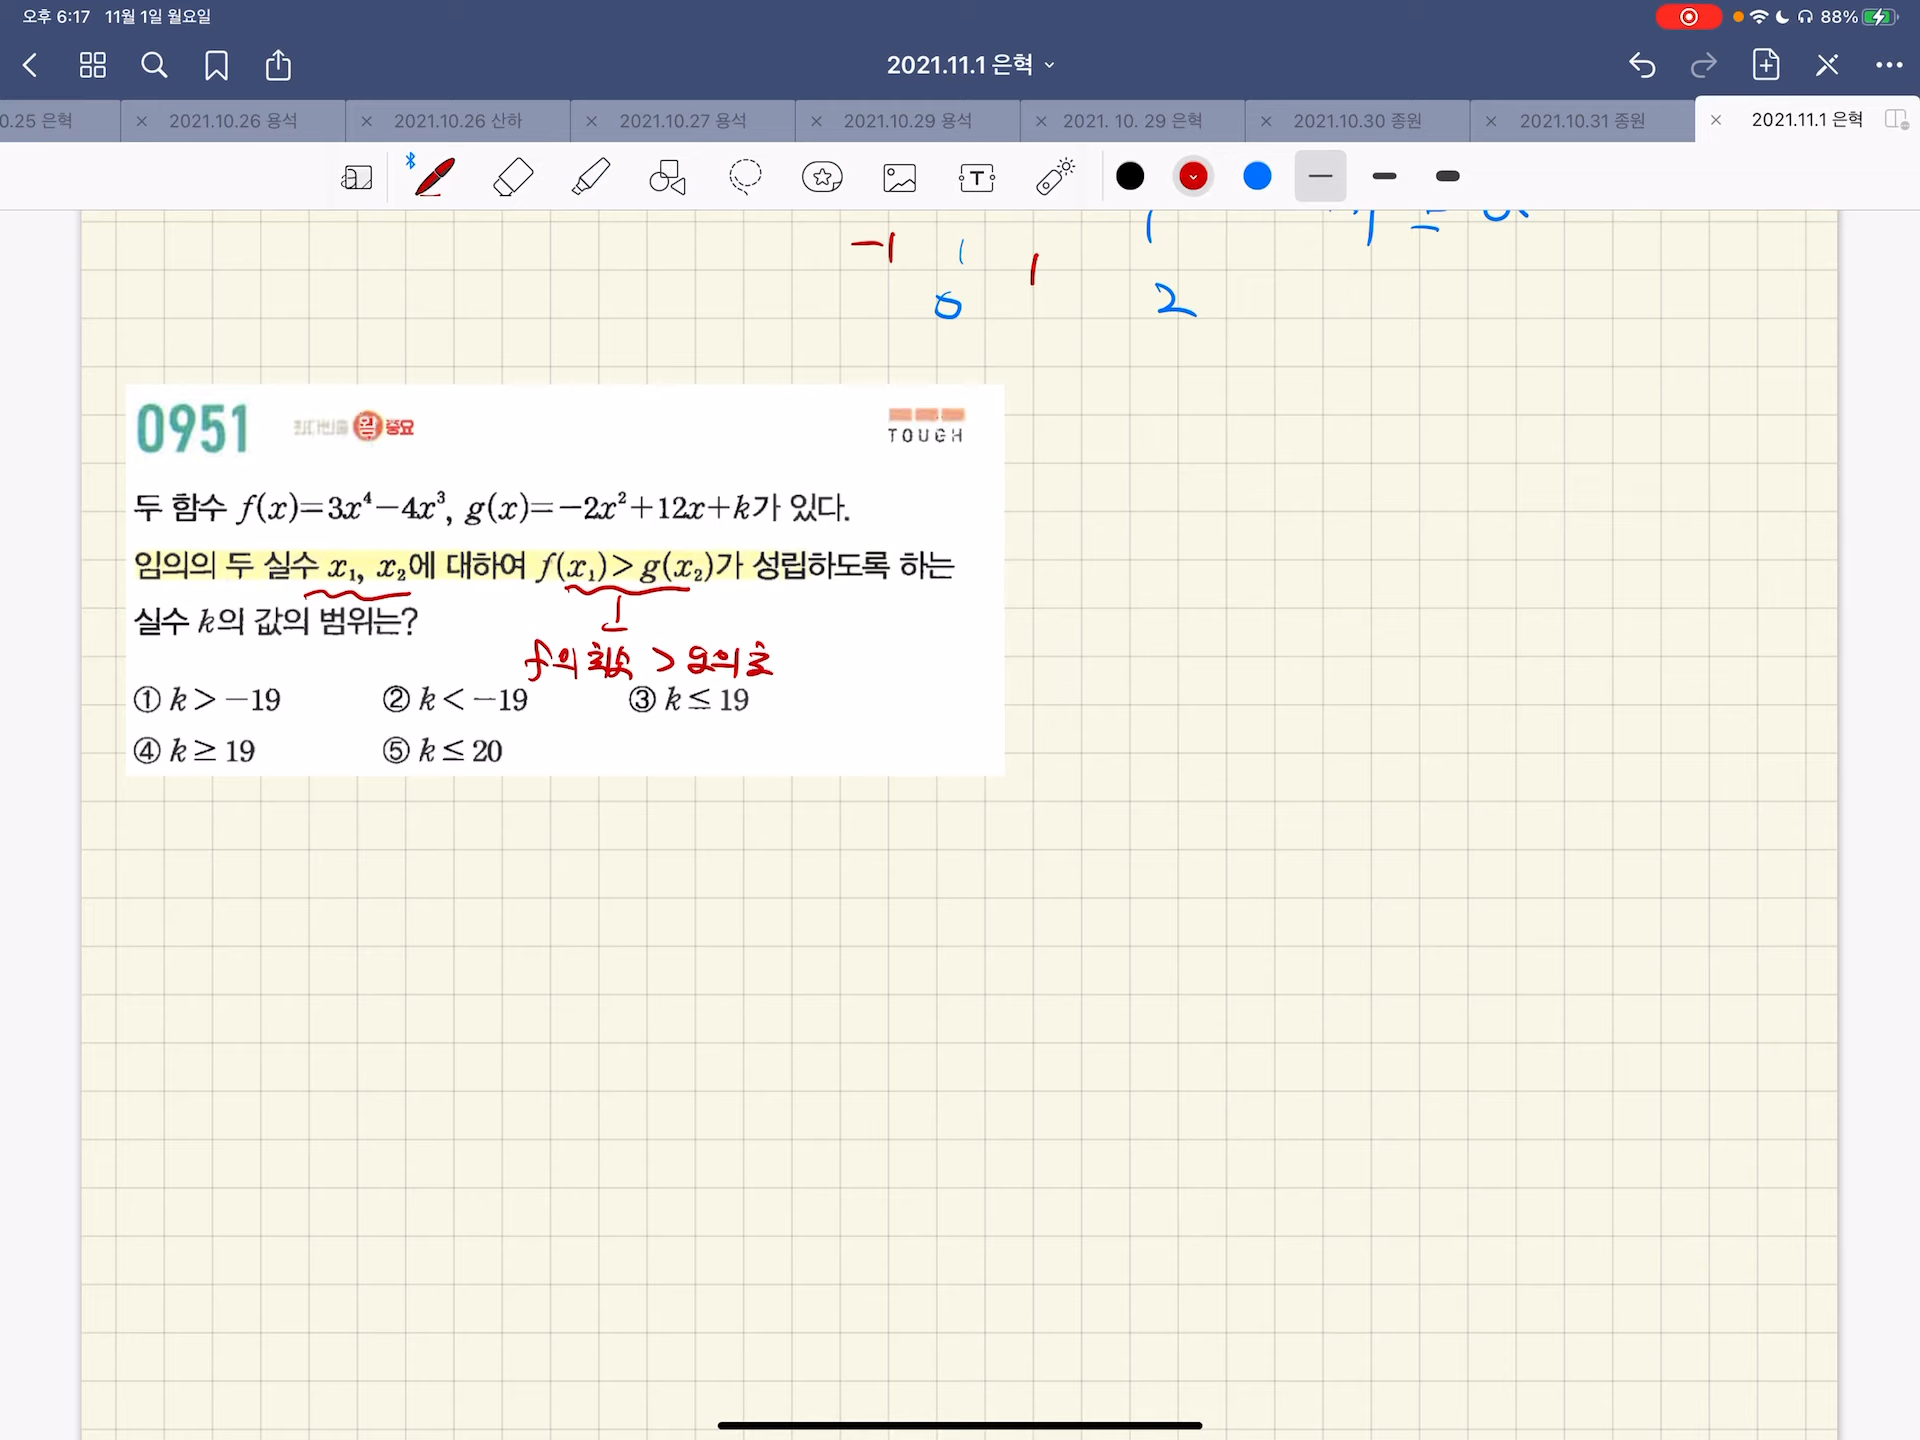 오후 6:17 11월 1일 월요일
88%
2021.11.1 은혁
0.25 은혁
2021.10.26 용석
2021.10.26 산하
2021.10.27 용석
2021.10.29 용석
2021. 10. 29 은혁
2021.10.30 종원
2021.10.31 종원
2021.11.1 은혁
-1 1 1
0 2
0951 왕중요 TOUGH
두 함수 f(x)=3x⁴-4x³, g(x)=-2x²+12x+k가 있다.
임의의 두 실수 x₁, x₂에 대하여 f(x₁)>g(x₂)가 성립하도록 하는
실수 k의 값의 범위는?
f의 최소 > g의
① k>-19 ② k<-19 ③ k≤19
④ k≥19 ⑤ k≤20